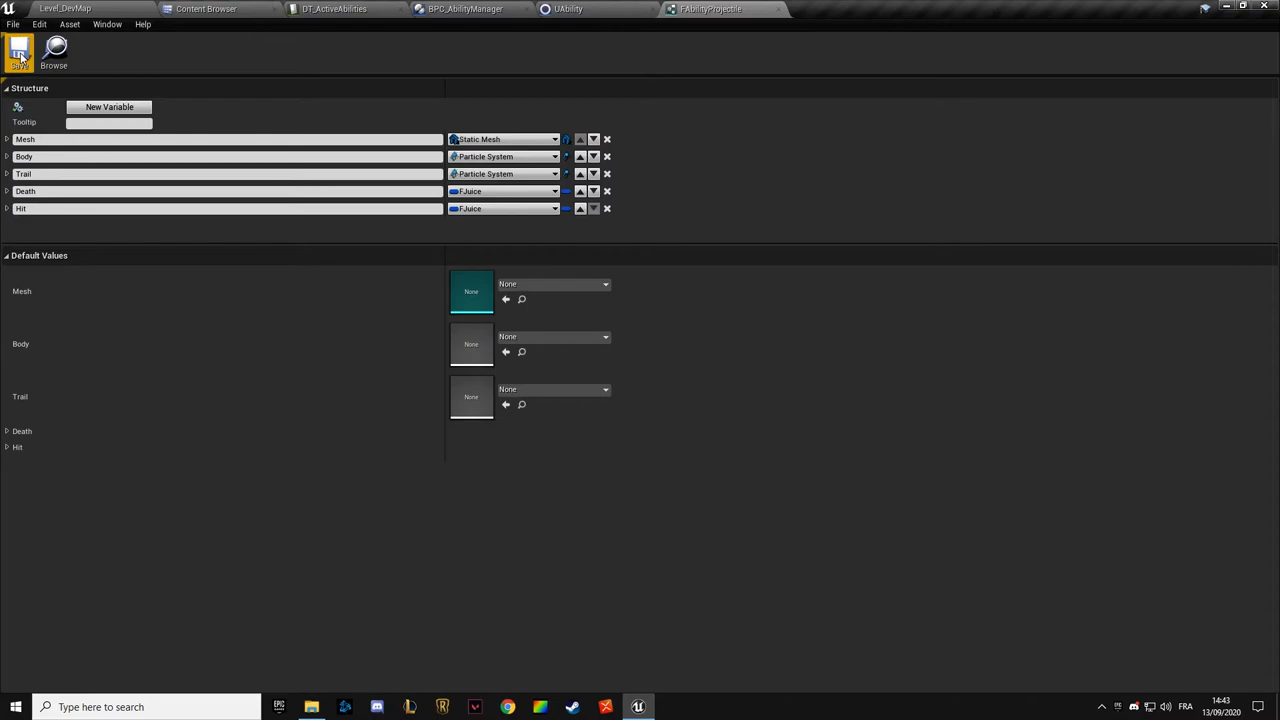 Level_DevMap
Content Browser
DT_ActiveAbilities
BPC_AbilityManager
UAbility
FAbilityProjectile
File Edit Asset Window Help
Save
Browse
Structure
New Variable
Tooltip
Mesh Static Mesh
Body Particle System
Trail Particle System
Death FJuice
Hit FJuice
Default Values
Mesh None None
Body None None
Trail None None
Death
Hit
Type here to search
EPIC
FRA
14:43
13/09/2020